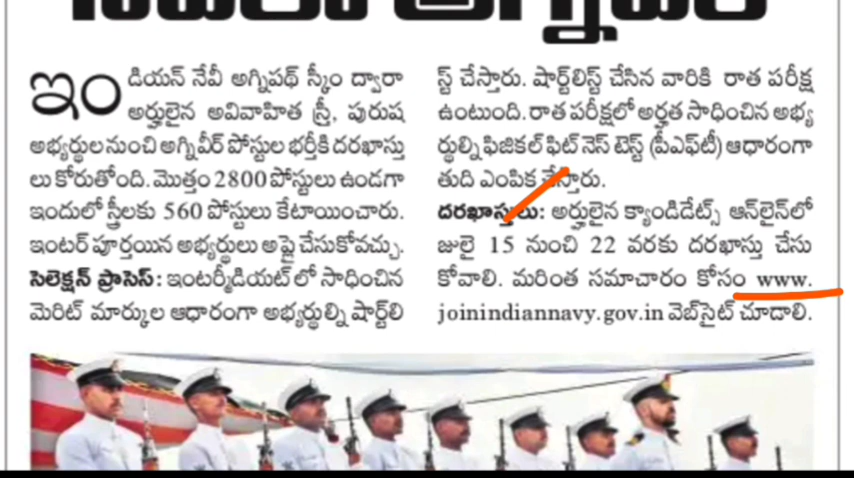 ఇండియన్ నేవీ అగ్నిపథ్ స్కీం ద్వారా
అర్హులైన అవివాహిత స్త్రీ, పురుష
అభ్యర్థుల నుంచి అగ్నివీర్ పోస్టుల భర్తీకి దరఖాస్తు
లు కోరుతోంది. మొత్తం 2800 పోస్టులు ఉండగా
ఇందులో స్త్రీలకు 560 పోస్టులు కేటాయించారు.
ఇంటర్ పూర్తయిన అభ్యర్థులు అప్లై చేసుకోవచ్చు.
సెలెక్షన్ ప్రాసెస్: ఇంటర్మీడియట్‌లో సాధించిన
మెరిట్ మార్కుల ఆధారంగా అభ్యర్థుల్ని షార్ట్‌లి
స్ట్ చేస్తారు. షార్ట్‌లిస్ట్ చేసిన వారికి రాత పరీక్ష
ఉంటుంది. రాత పరీక్షలో అర్హత సాధించిన అభ్య
ర్థుల్ని ఫిజికల్ ఫిట్ నెస్ టెస్ట్ (పీఎఫ్‌టీ) ఆధారంగా
తుది ఎంపిక చేస్తారు.
దరఖాస్తులు: అర్హులైన క్యాండిడేట్స్ ఆన్‌లైన్‌లో
జులై 15 నుంచి 22 వరకు దరఖాస్తు చేసు
కోవాలి. మరింత సమాచారం కోసం www.
joinindiannavy.gov.in వెబ్‌సైట్ చూడాలి.